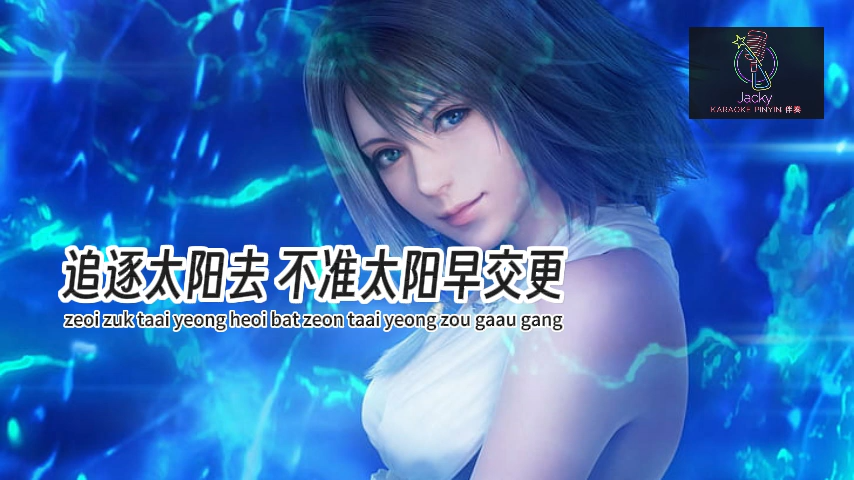 Jacky
KARAOKE PINYIN 伴奏
追逐太阳去 不准太阳早交更
zeoi zuk taai yeong heoi bat zeon taai yeong zou gaau gang